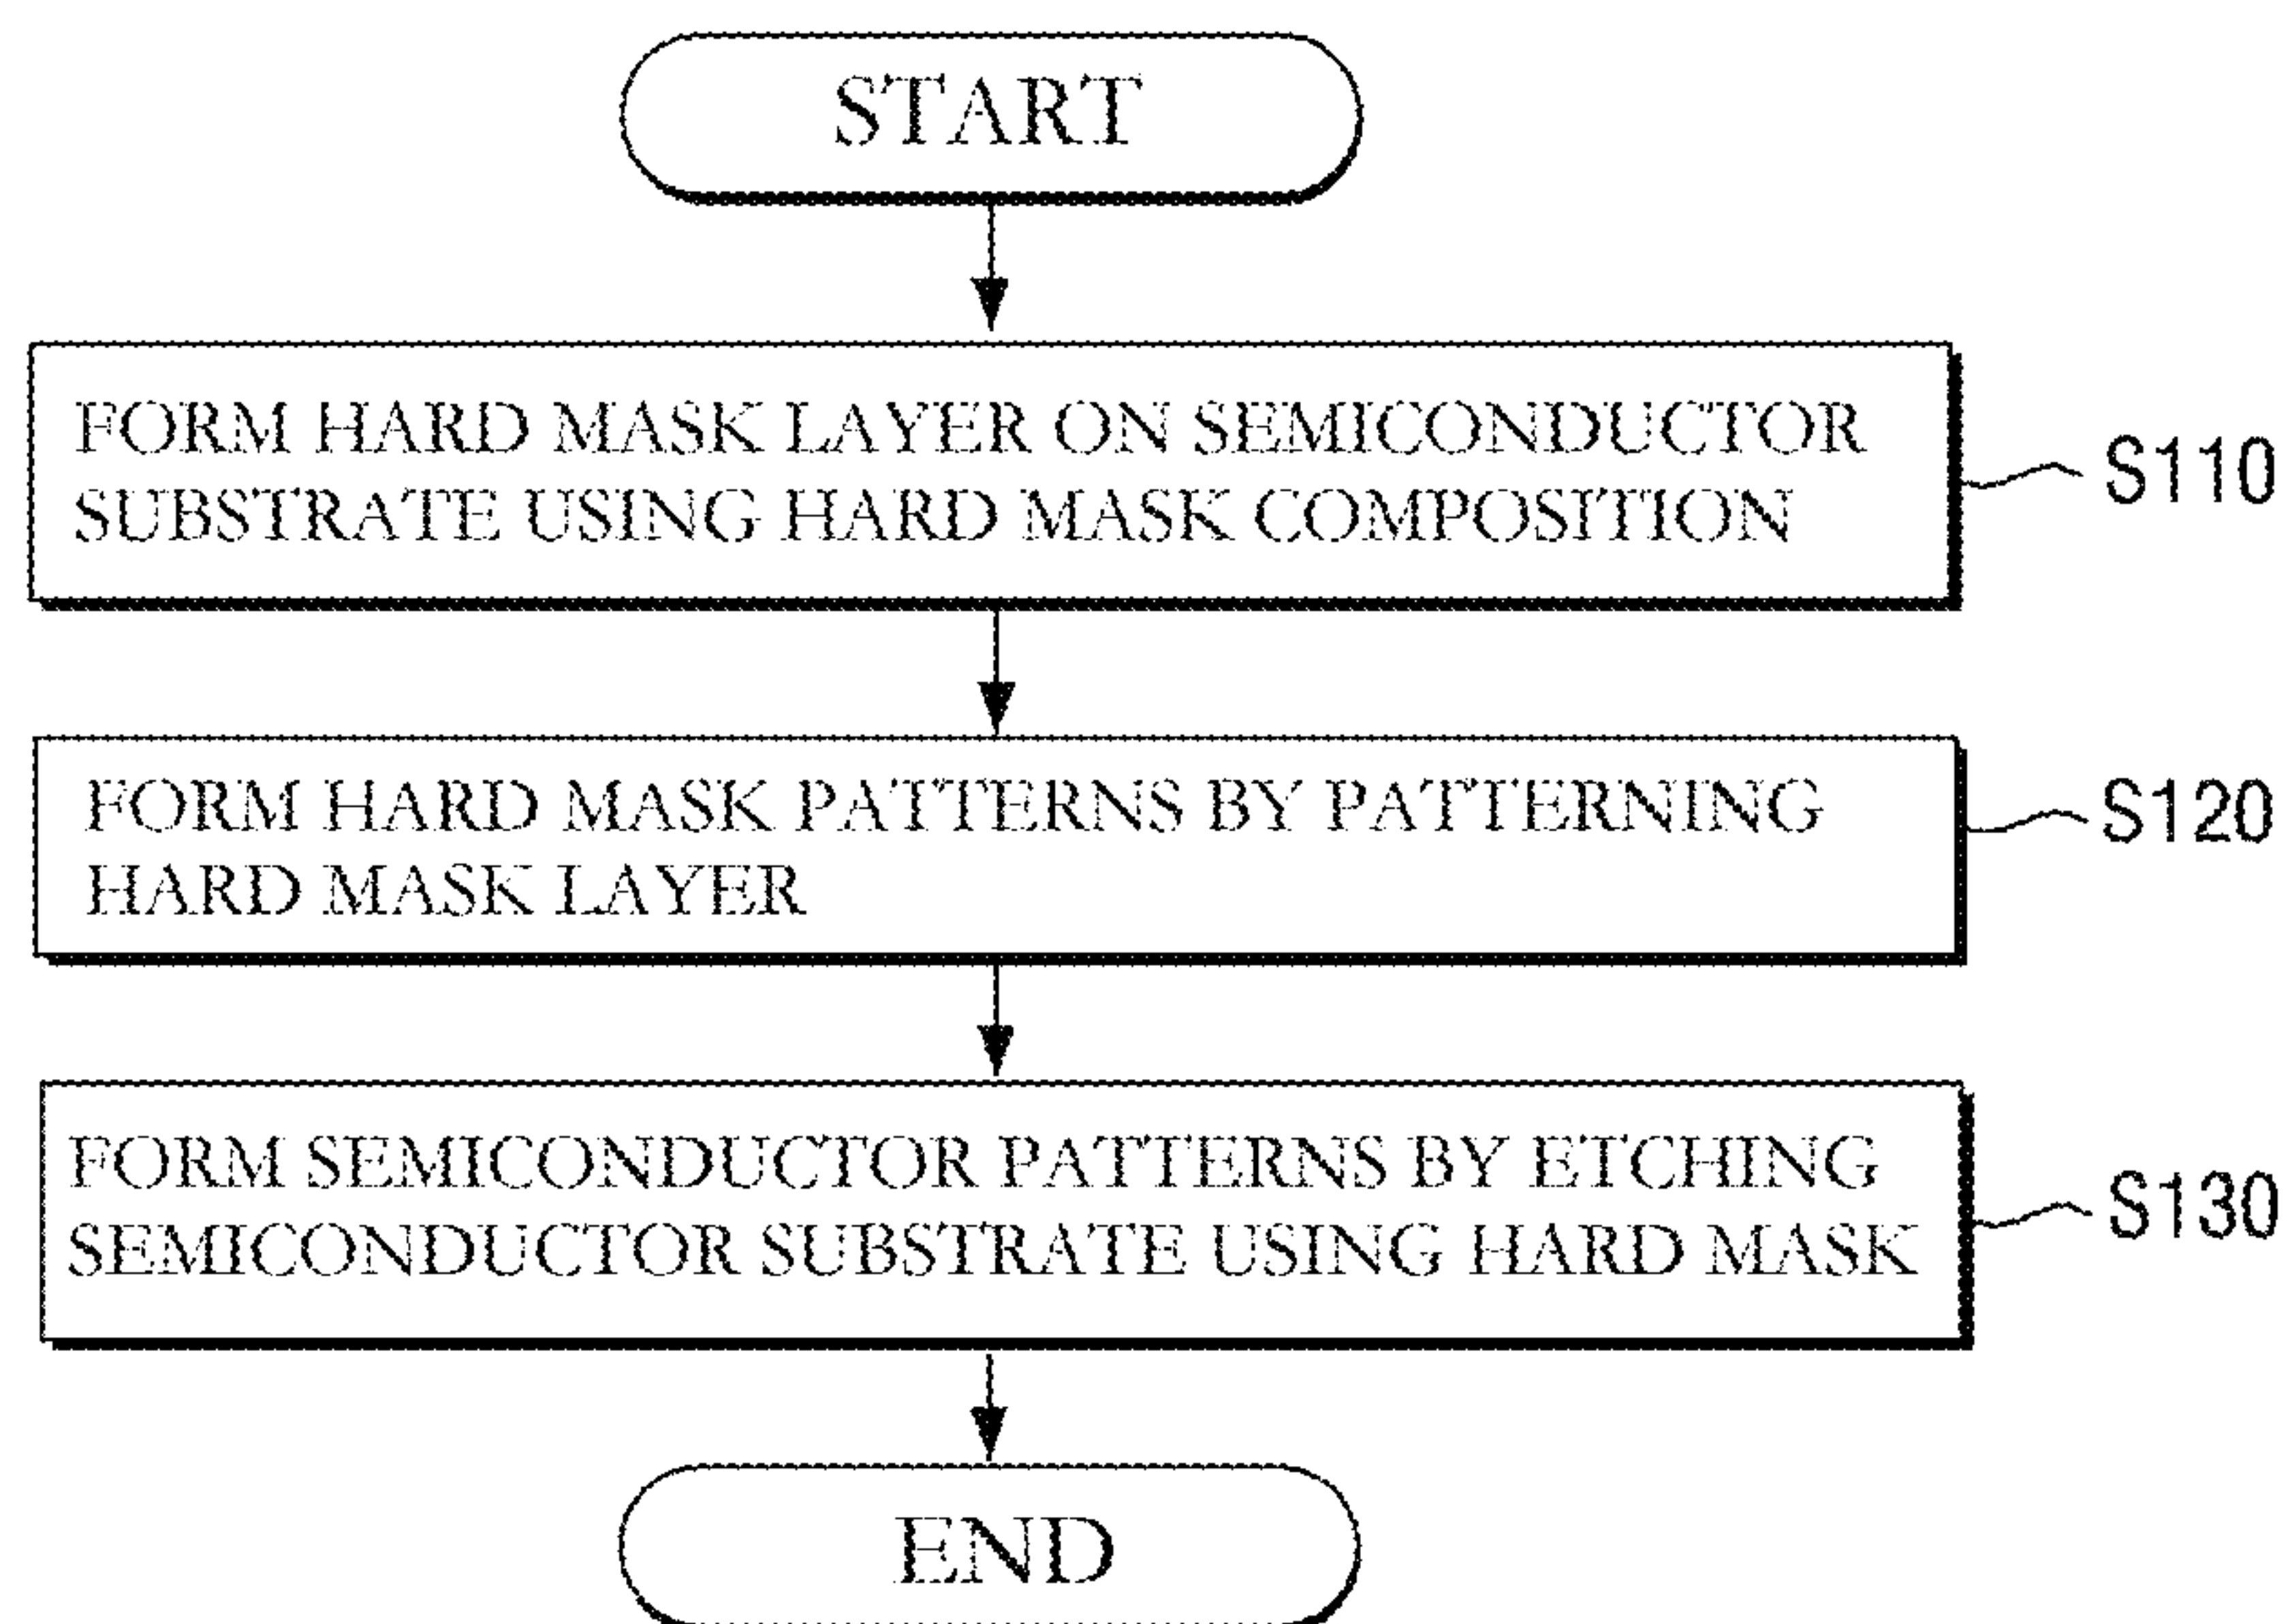 START
FORM HARD MASK LAYER ON SEMICONDUCTOR
SUBSTRATE USING HARD MASK COMPOSITION
S110
FORM HARD MASK PATTERNS BY PATTERNING
HARD MASK LAYER
S120
FORM SEMICONDUCTOR PATTERNS BY ETCHING
SEMICONDUCTOR SUBSTRATE USING HARD MASK
S130
END